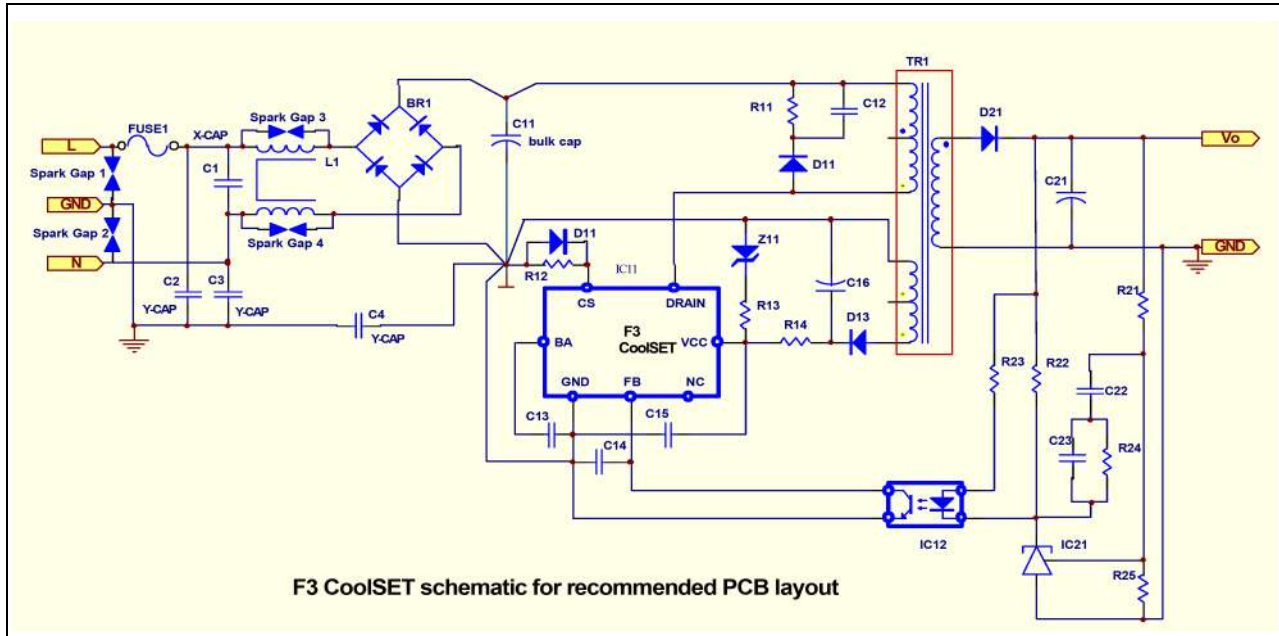 TR1
BR1
D21
Spark Gap 3
R11
C12
C11
bulk cap
FUSE1
X-CAP
L
Vo
L1
Spark Gap 1
C1
D11
C21
GND
Spark Gap 2
Spark Gap 4
D11
Z11
GND
N
R12
IC11
C16
C2
C3
CS
DRAIN
R21
Y-CAP
Y-CAP
C4
R13
F3
CoolSET
R14
D13
Y-CAP
BA
VCC
R23
R22
GND
FB
NC
C22
C13
C15
C14
C23
R24
IC12
IC21
R25
F3 CoolSET schematic for recommended PCB layout